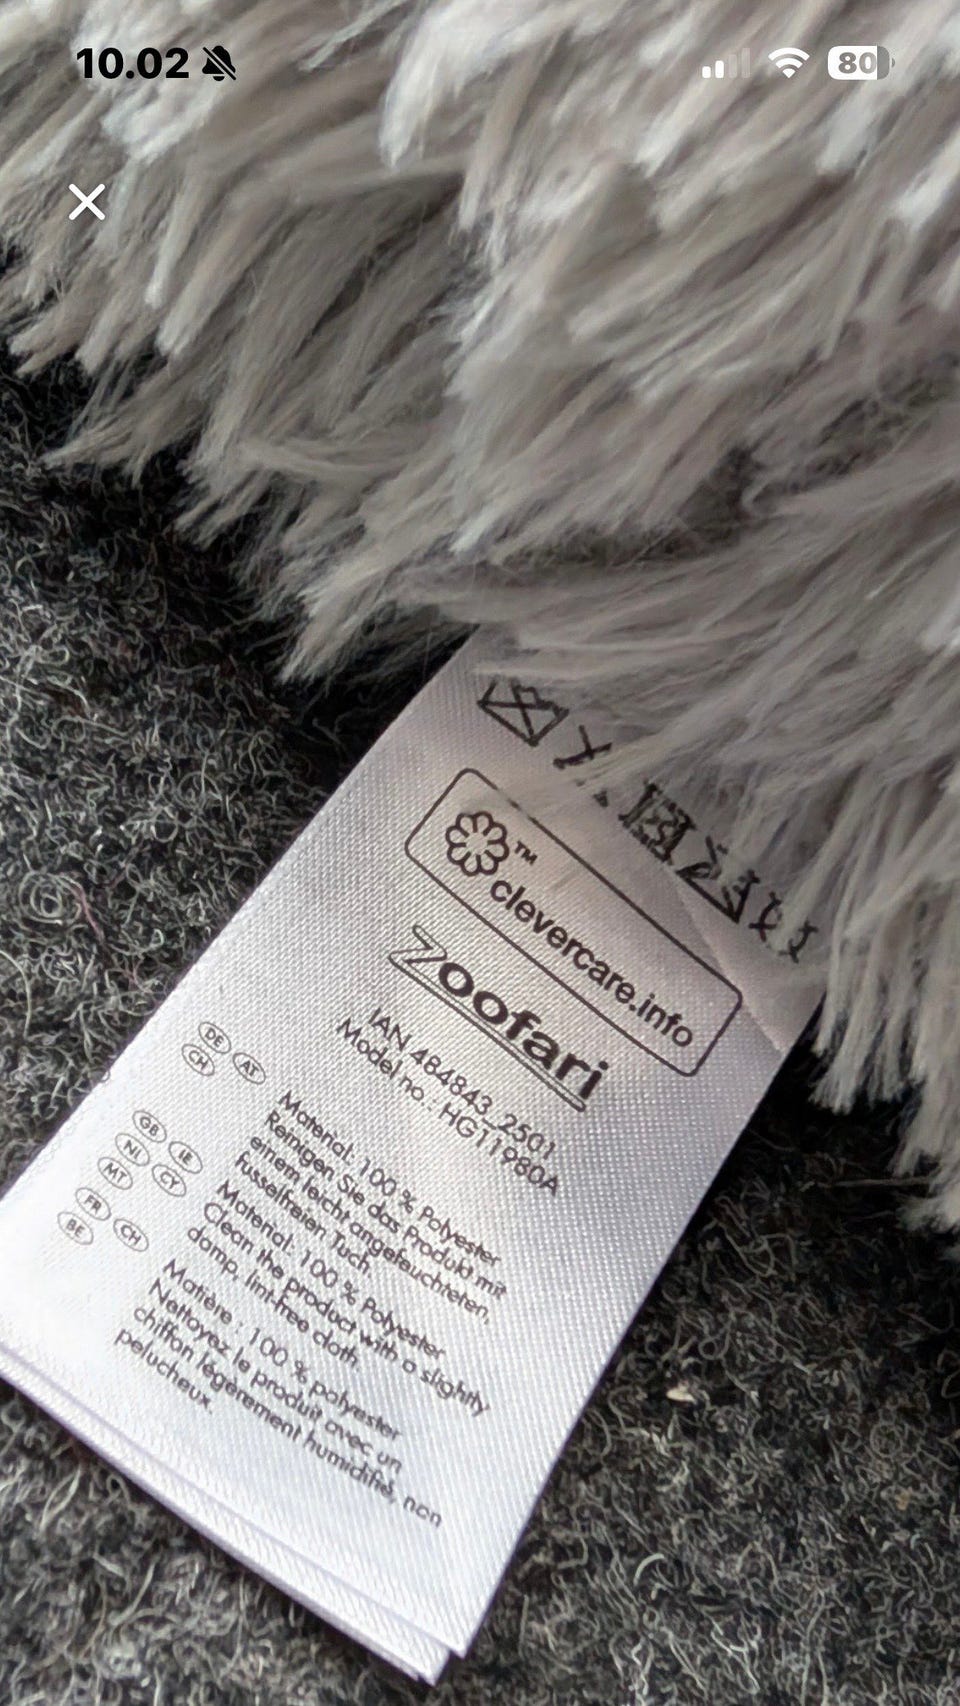 10.02
80
clevercare.info
™
zoofari
IAN 484843_2501
Model no.: HG11980A
DE AT
CH
Material: 100 % Polyester
Reinigen Sie das Produkt mit
einem leicht angefeuchteten,
fusselfreien Tuch.
GB IE
NL CY
MT
Material: 100 % Polyester
Clean the product with a slightly
damp, lint-free cloth.
FR CH
BE
Matière : 100 % polyester
Nettoyez le produit avec un
chiffon légèrement humidifié, non
pelucheux.